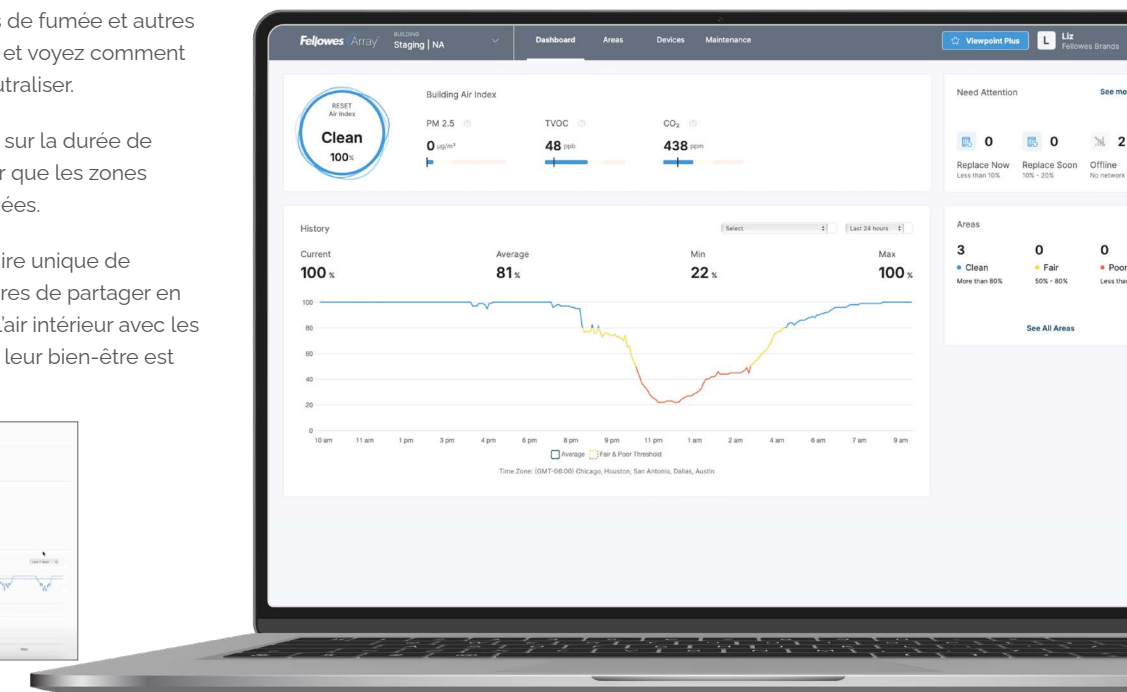 s de fumée et autres
et voyez comment
utraliser.
sur la durée de
r que les zones
ées.
ire unique de
res de partager en
l'air intérieur avec les
leur bien-être est
Last 7 days
Fellowes Array
BUILDING
Staging | NA
Dashboard Areas Devices Maintenance
Viewpoint Plus
L
Liz
Fellowes Brands
RESET
Air Index
Clean
100%
Building Air Index
PM 2.5 TVOC CO₂
0 µg/m³ 48 ppb 438 ppm
Need Attention See mo
0 0 2
Replace Now Replace Soon Offline
Less than 10% 10% - 20% No network
History
Select Last 24 hours
Current Average Min Max
100 % 81 % 22 % 100 %
100
80
60
40
20
0
10 am 11 am 1 pm 3 pm 4 pm 6 pm 8 pm 9 pm 11 pm 1 am 2 am 4 am 6 am 7 am 9 am
Average Fair & Poor Threshold
Time Zone: (GMT-06:00) Chicago, Houston, San Antonio, Dallas, Austin
Areas
3 0 0
Clean Fair Poor
More than 80% 50% - 80% Less tha
See All Areas